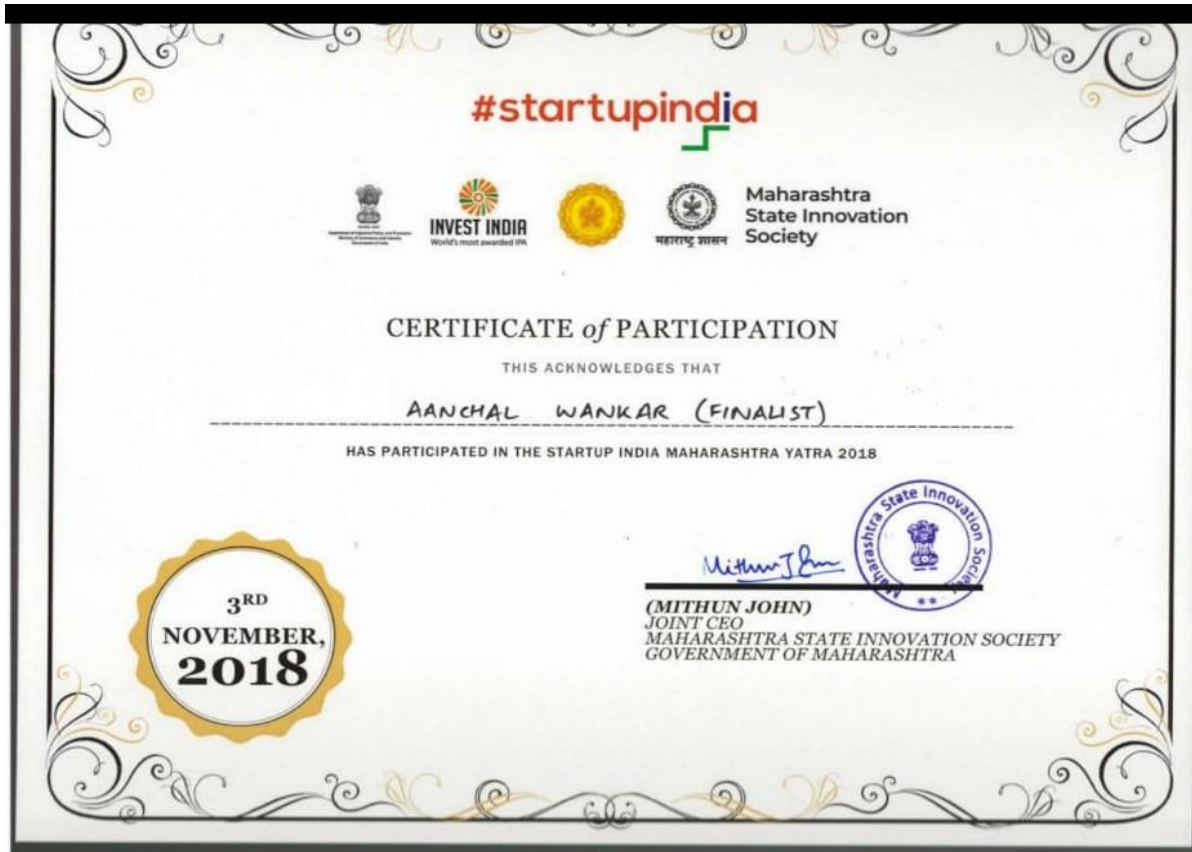 #startupindia
INVEST INDIA
World's most awarded IPA
महाराष्ट्र शासन
Maharashtra
State Innovation
Society
CERTIFICATE of PARTICIPATION
THIS ACKNOWLEDGES THAT
AANCHAL WANKAR (FINALIST)
HAS PARTICIPATED IN THE STARTUP INDIA MAHARASHTRA YATRA 2018
Maharashtra State Innovation Society
**
3RD
NOVEMBER,
2018
(MITHUN JOHN)
JOINT CEO
MAHARASHTRA STATE INNOVATION SOCIETY
GOVERNMENT OF MAHARASHTRA